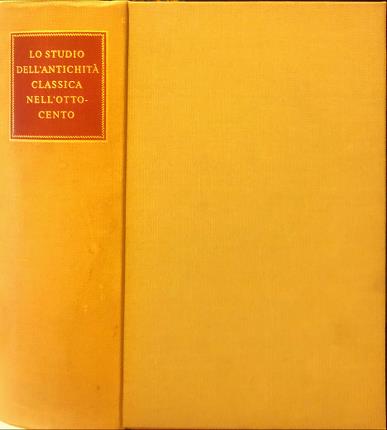 LO STUDIO
DELL'ANTICHITÀ
CLASSICA
NELL'OTTO-
CENTO